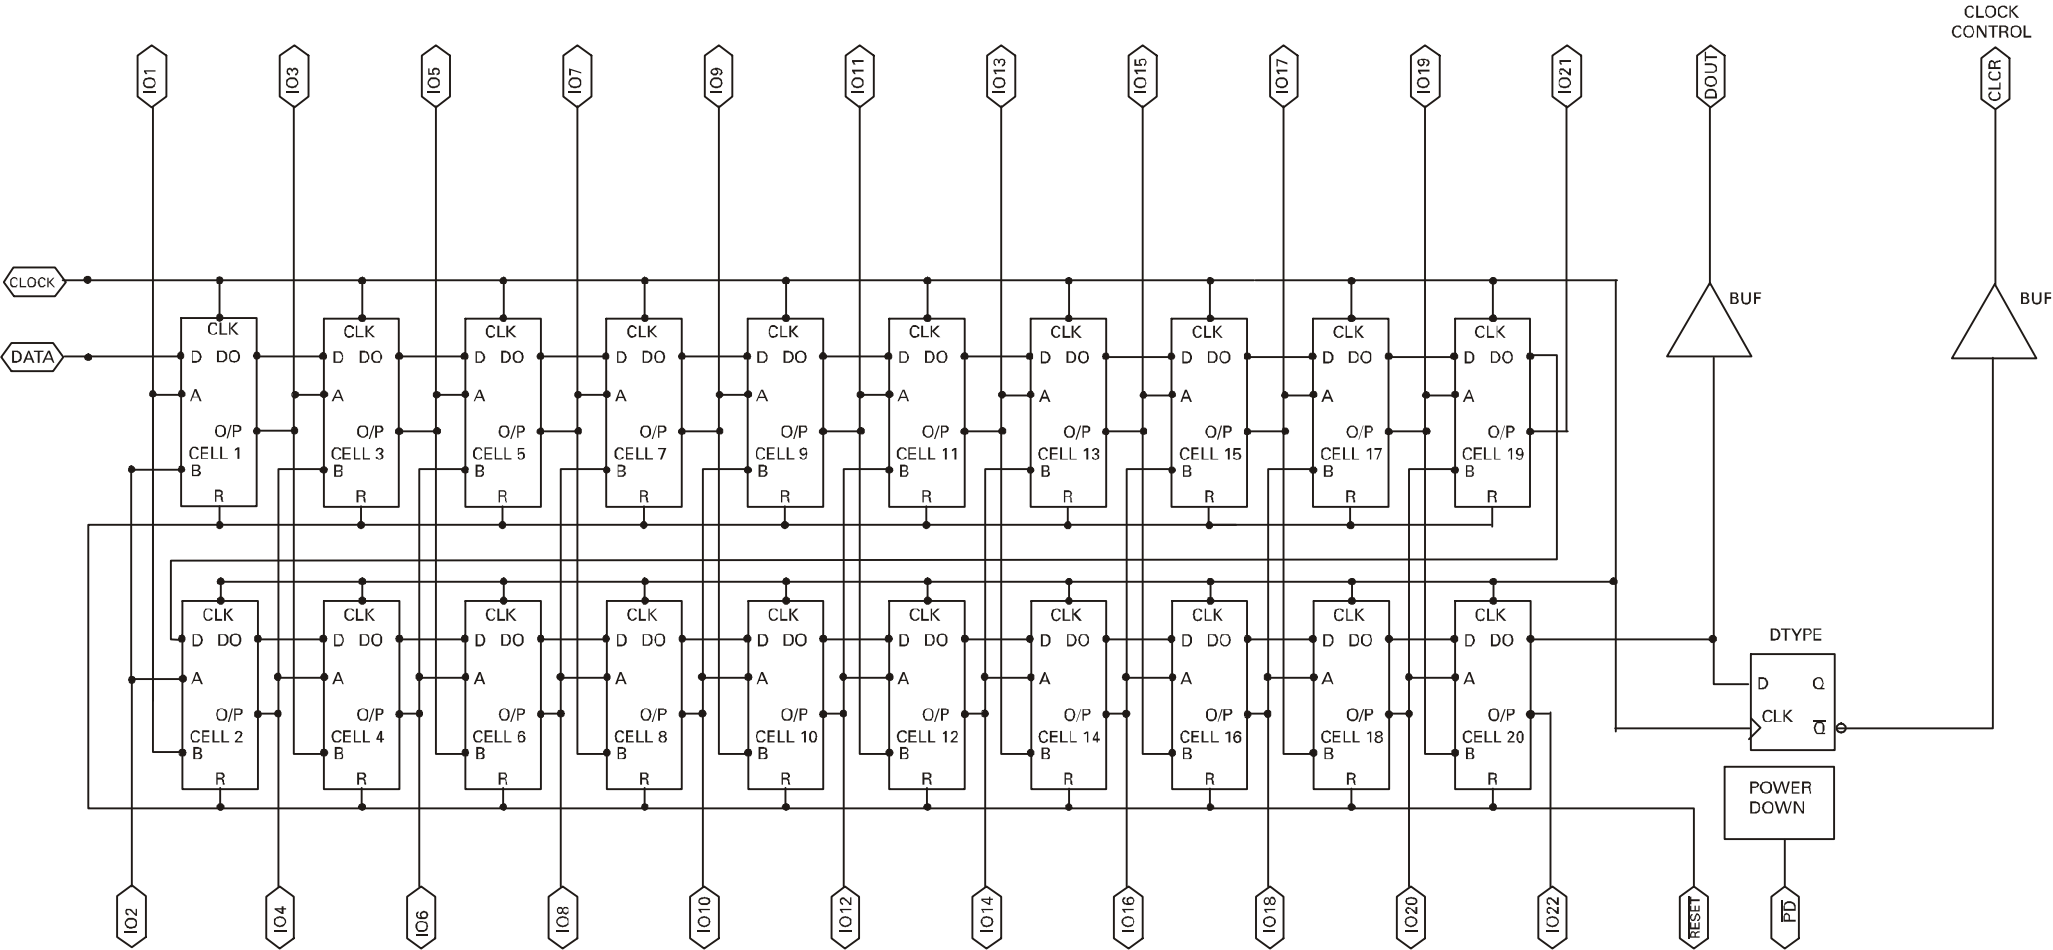 CLOCK
CONTROL
IO1 IO3 IO5 IO7 IO9 IO11 IO13 IO15 IO17 IO19 IO21 DOUT CLCR
BUF BUF
CLOCK
CLK CLK CLK CLK CLK CLK CLK CLK CLK CLK
DATA D DO D DO D DO D DO D DO D DO D DO D DO D DO D DO
A A A A A A A A A A
O/P O/P O/P O/P O/P O/P O/P O/P O/P O/P
CELL 1 CELL 3 CELL 5 CELL 7 CELL 9 CELL 11 CELL 13 CELL 15 CELL 17 CELL 19
B B B B B B B B B B
R R R R R R R R R R
CLK CLK CLK CLK CLK CLK CLK CLK CLK CLK
D DO D DO D DO D DO D DO D DO D DO D DO D DO D DO
DTYPE
A A A A A A A A A A
D Q
O/P O/P O/P O/P O/P O/P O/P O/P O/P O/P
CLK
Q̅
CELL 2 CELL 4 CELL 6 CELL 8 CELL 10 CELL 12 CELL 14 CELL 16 CELL 18 CELL 20
B B B B B B B B B B
R R R R R R R R R R
POWER
DOWN
IO2 IO4 IO6 IO8 IO10 IO12 IO14 IO16 IO18 IO20 IO22 R̅E̅S̅E̅T̅ P̅D̅